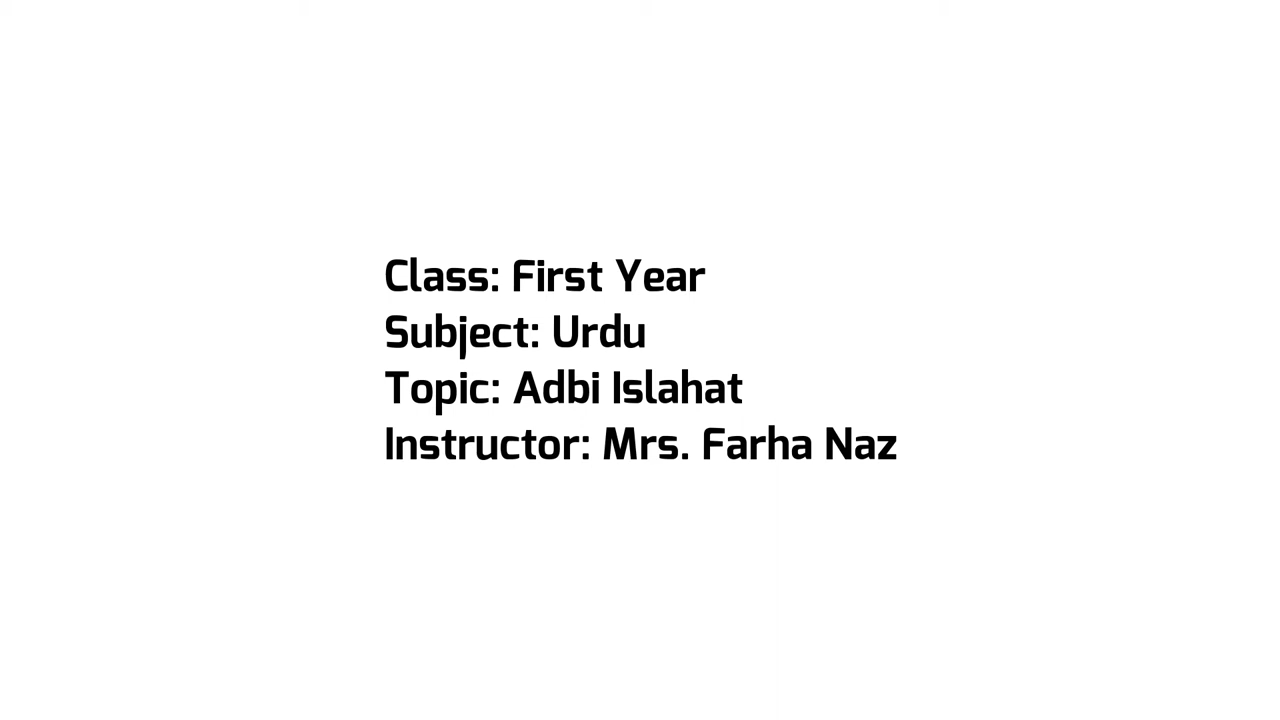 Class: First Year
Subject: Urdu
Topic: Adbi Islahat
Instructor: Mrs. Farha Naz